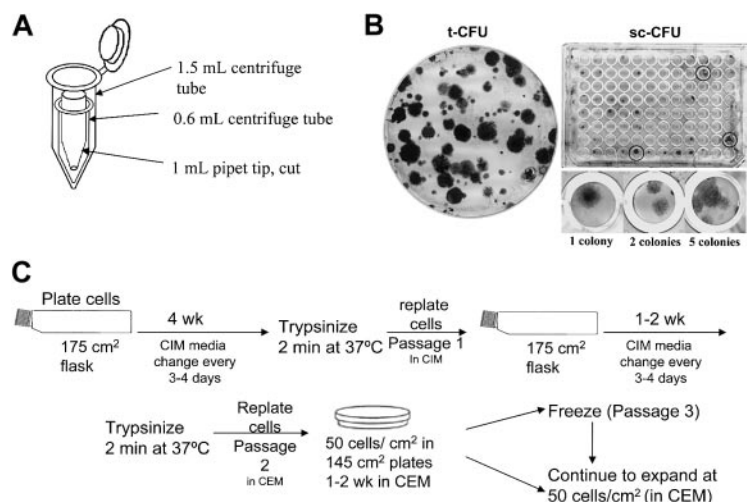 A
1.5 mL centrifuge
tube
0.6 mL centrifuge tube
1 mL pipet tip, cut
B
t-CFU
sc-CFU
1 colony
2 colonies
5 colonies
C
Plate cells
175 cm²
flask
4 wk
CIM media
change every
3-4 days
Trypsinize
2 min at 37ºC
replate
cells
Passage 1
In CIM
175 cm²
flask
1-2 wk
CIM media
change every
3-4 days
Trypsinize
2 min at 37ºC
Replate
cells
Passage
2
in CEM
50 cells/ cm² in
145 cm² plates
1-2 wk in CEM
Freeze (Passage 3)
Continue to expand at
50 cells/cm² (in CEM)